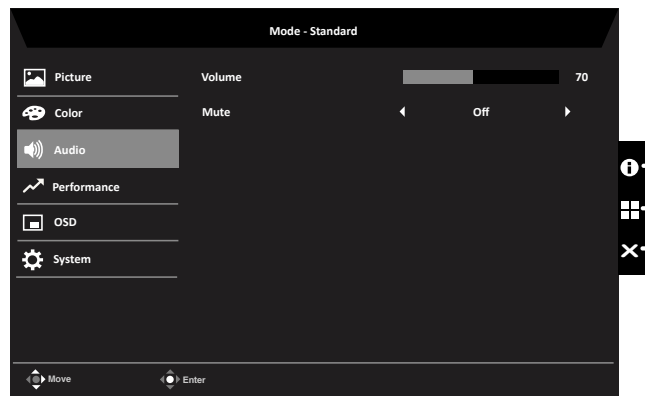 Mode - Standard
Picture
Volume 70
Color
Mute Off
Audio
Performance
OSD
System
Move Enter